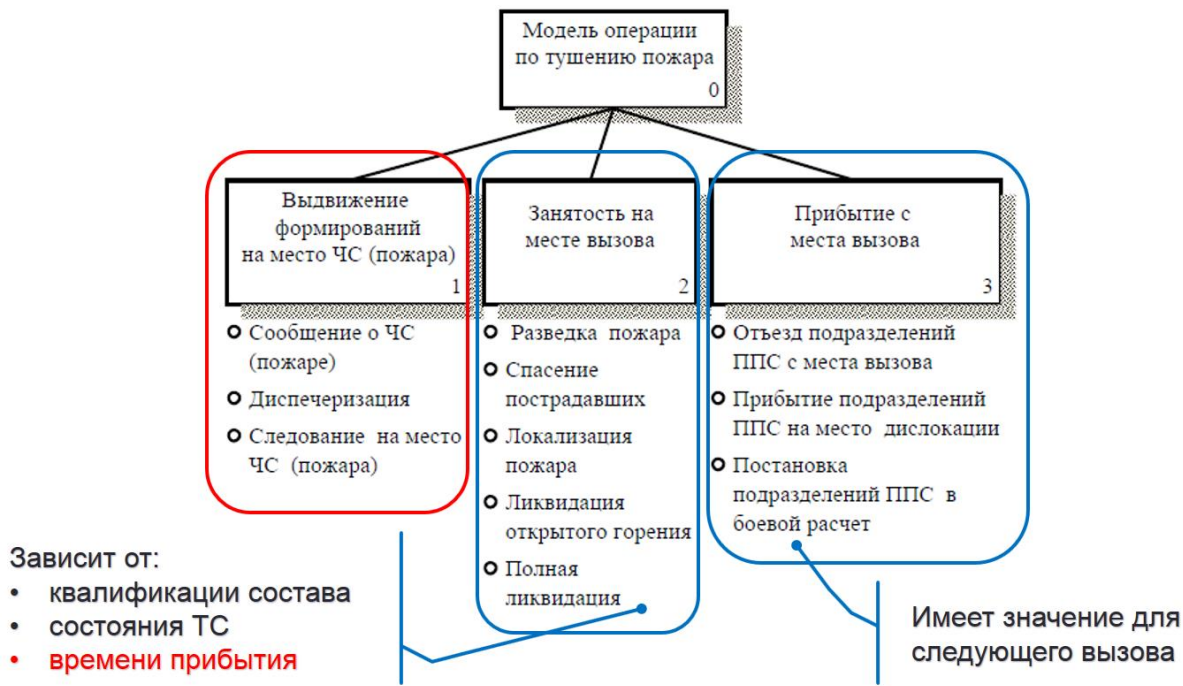 Модель операции
по тушению пожара
0
Выдвижение
формирований
на место ЧС (пожара)
1
Сообщение о ЧС
(пожаре)
Диспечеризация
Следование на место
ЧС (пожара)
Занятость на
месте вызова
2
Разведка пожара
Спасение
пострадавших
Локализация
пожара
Ликвидация
открытого горения
Полная
ликвидация
Прибытие с
места вызова
3
Отъезд подразделений
ППС с места вызова
Прибытие подразделений
ППС на место дислокации
Постановка
подразделений ППС в
боевой расчет
Зависит от:
• квалификации состава
• состояния ТС
• времени прибытия
Имеет значение для
следующего вызова